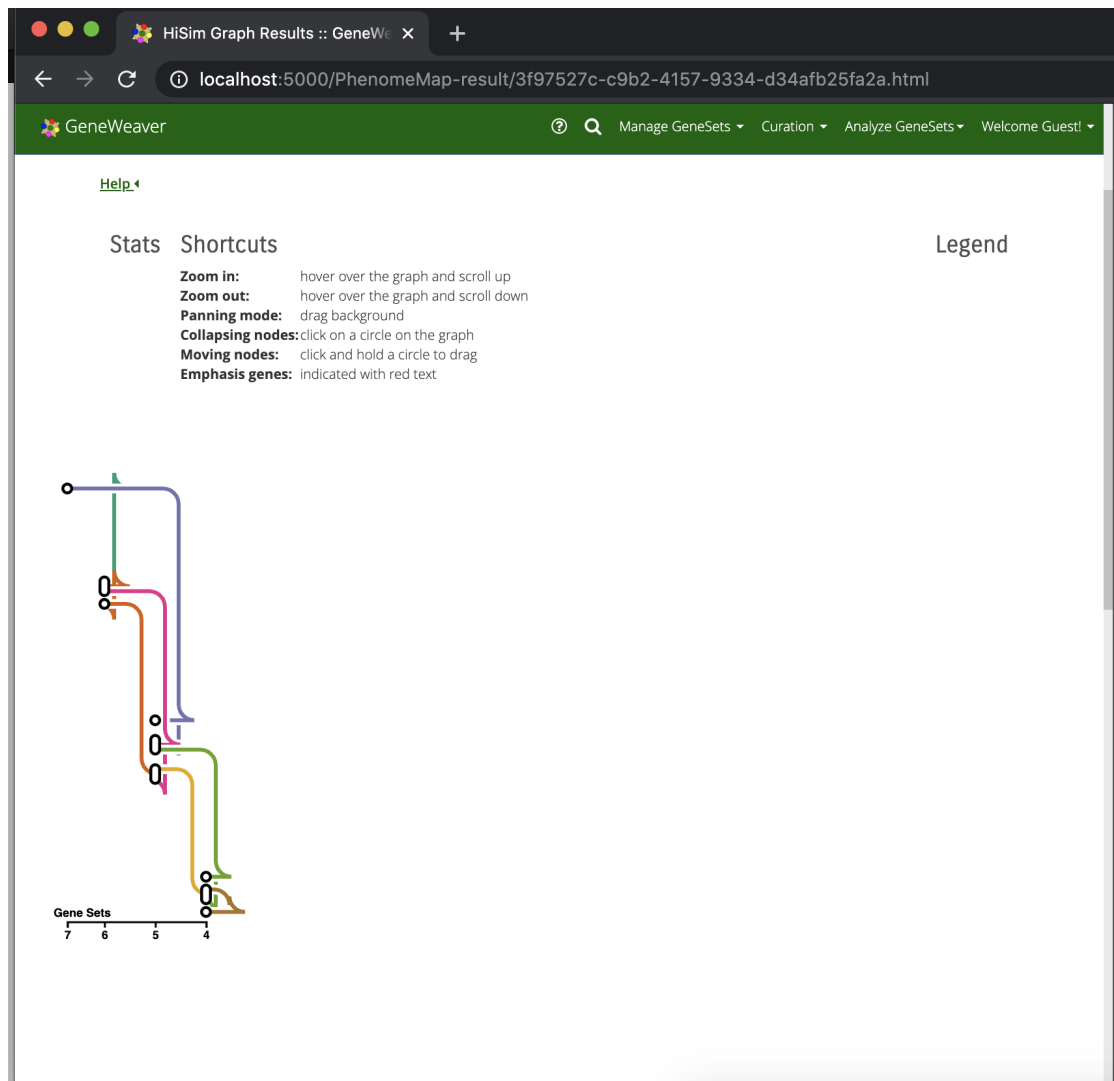 HiSim Graph Results :: GeneWe
localhost:5000/PhenomeMap-result/3f97527c-c9b2-4157-9334-d34afb25fa2a.html
GeneWeaver Manage GeneSets Curation Analyze GeneSets Welcome Guest!
Help
Stats Shortcuts Legend
Zoom in: hover over the graph and scroll up
Zoom out: hover over the graph and scroll down
Panning mode: drag background
Collapsing nodes: click on a circle on the graph
Moving nodes: click and hold a circle to drag
Emphasis genes: indicated with red text
Gene Sets
7 6 5 4